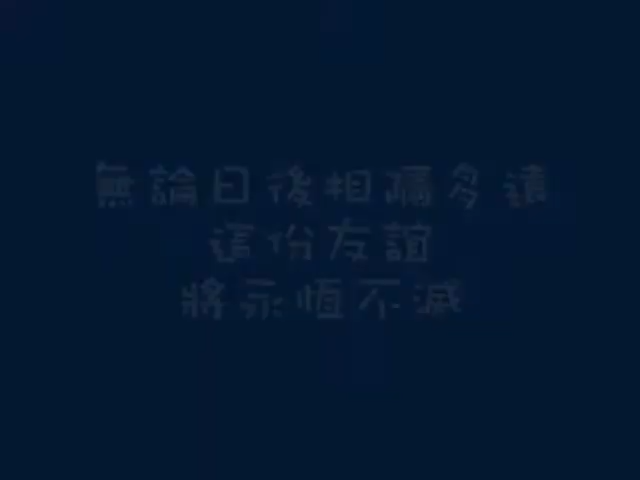 無論日後相隔多遠
這份友誼
將永恆不滅